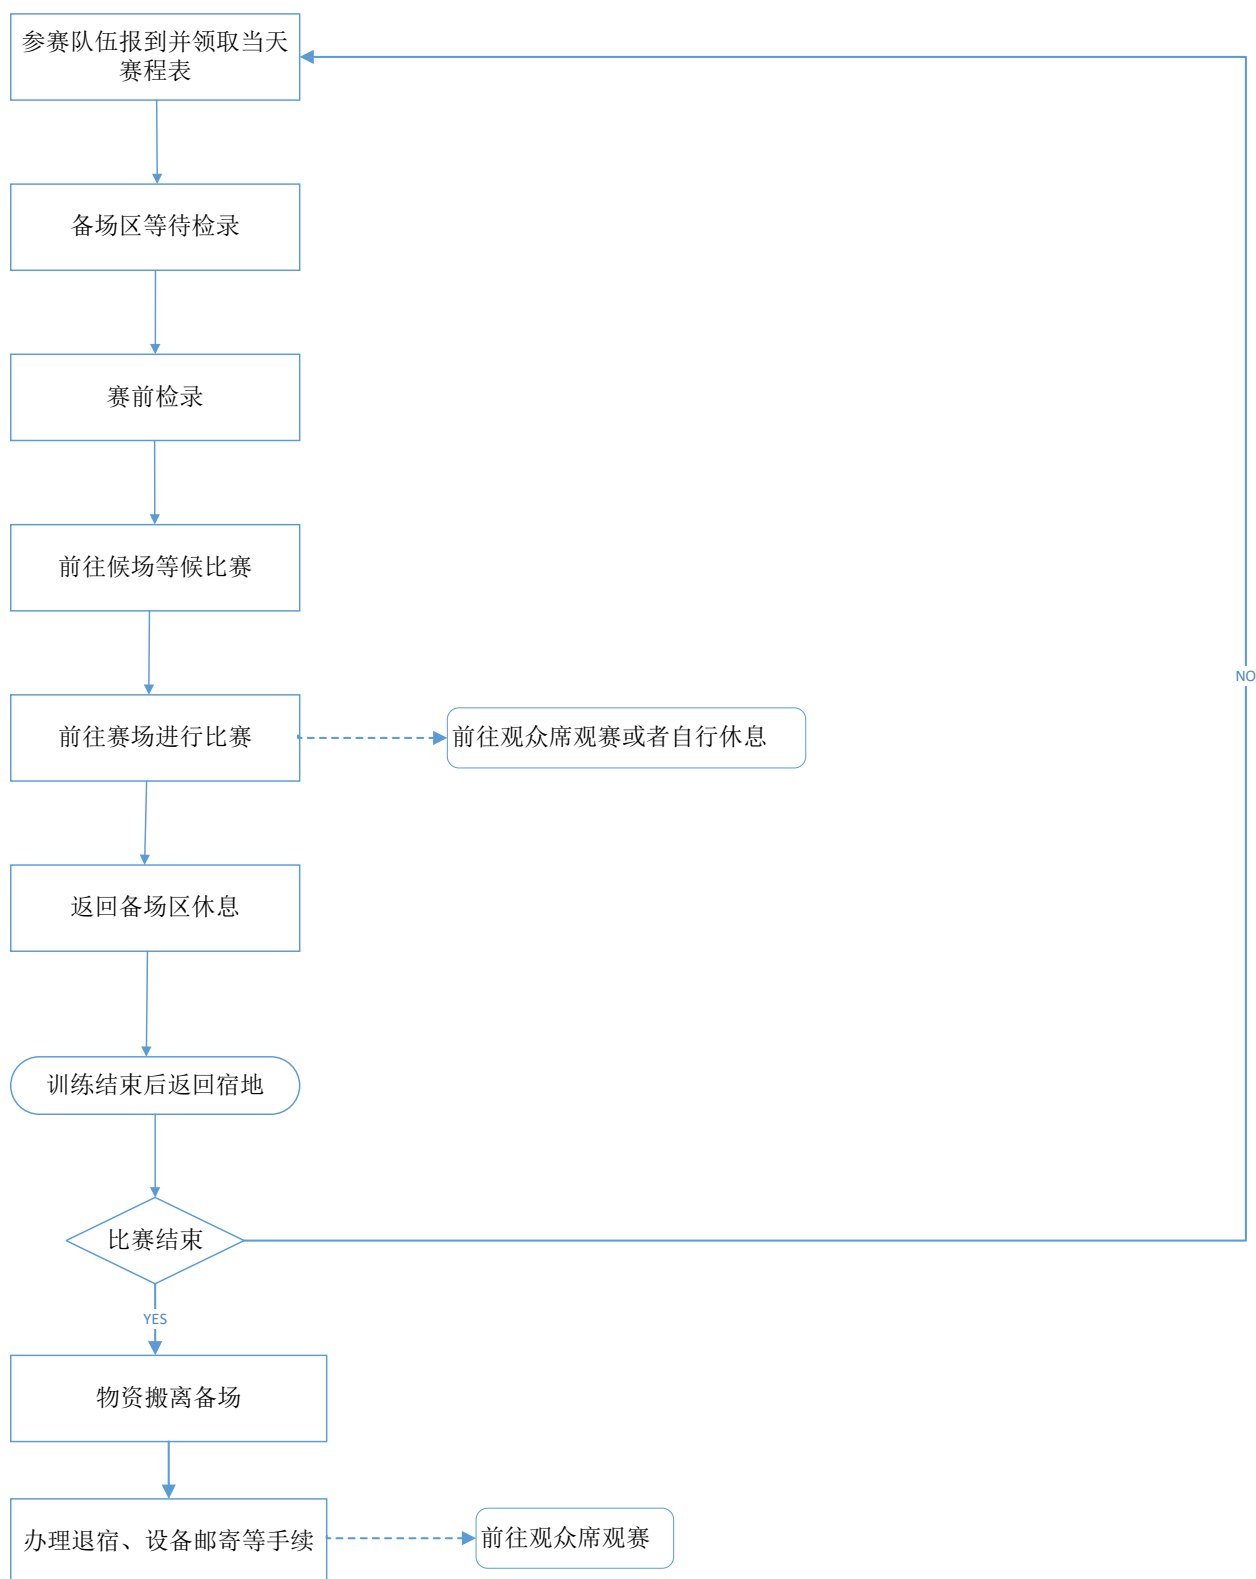 参赛队伍报到并领取当天
赛程表
备场区等待检录
赛前检录
前往候场等候比赛
NO
前往赛场进行比赛
前往观众席观赛或者自行休息
返回备场区休息
训练结束后返回宿地
比赛结束
YES
物资搬离备场
办理退宿、设备邮寄等手续
前往观众席观赛